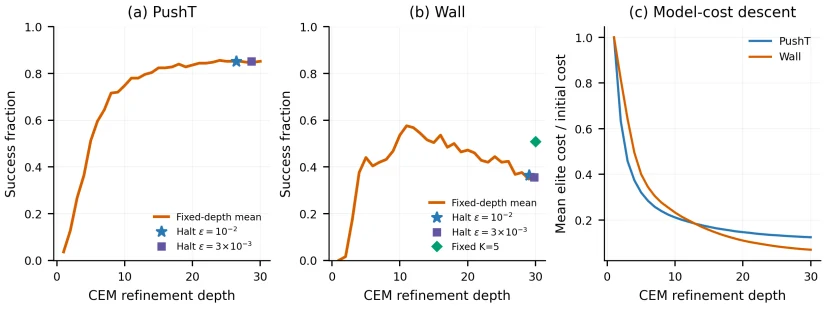 (a) PushT
Success fraction
1.0
0.8
0.6
0.4
0.2
0.0
0
10
20
30
CEM refinement depth
Fixed-depth mean
Halt ε = 10⁻²
Halt ε = 3×10⁻³
(b) Wall
Success fraction
1.0
0.8
0.6
0.4
0.2
0.0
0
10
20
30
CEM refinement depth
Fixed-depth mean
Halt ε = 10⁻²
Halt ε = 3×10⁻³
Fixed K=5
(c) Model-cost descent
Mean elite cost / initial cost
1.0
0.8
0.6
0.4
0.2
0
10
20
30
CEM refinement depth
PushT
Wall